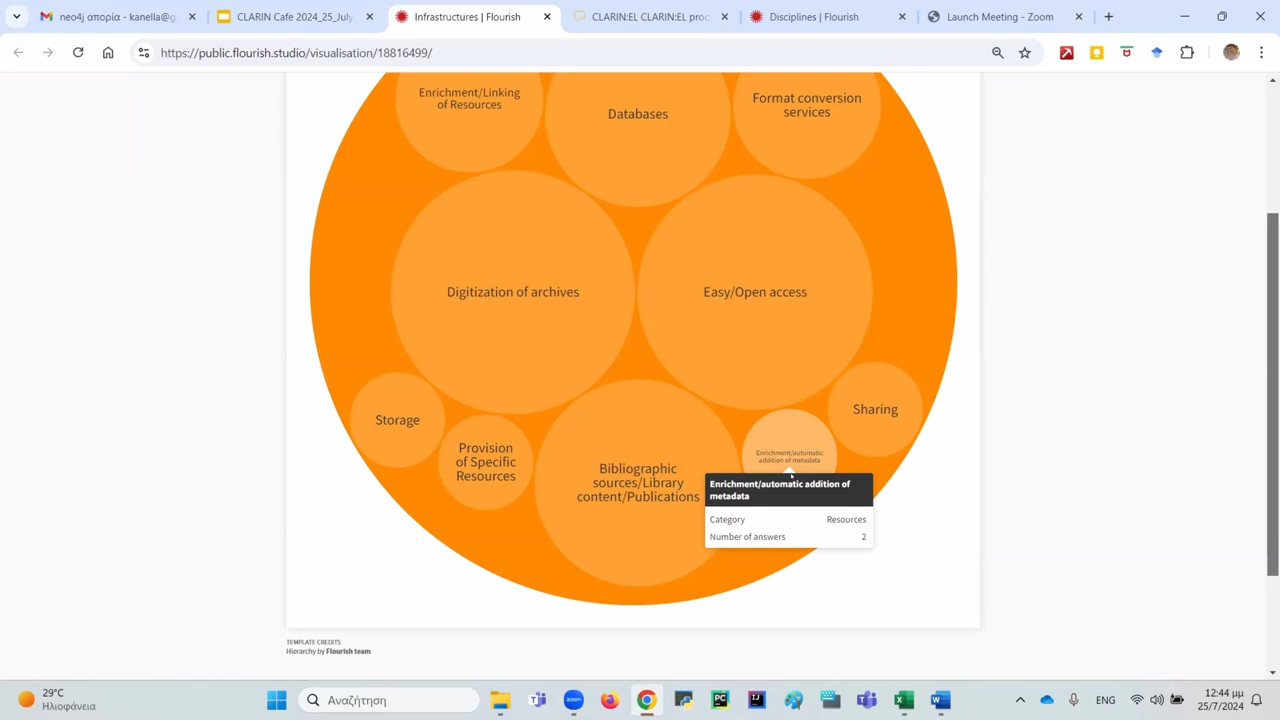 neo4j απορία - kanella@g
CLARIN Cafe 2024_25_July
Infrastructures | Flourish
CLARIN:EL CLARIN:EL pro
Disciplines | Flourish
Launch Meeting - Zoom
https://public.flourish.studio/visualisation/18816499/
Enrichment/Linking
of Resources
Databases
Format conversion
services
Digitization of archives
Easy/Open access
Storage
Provision
of Specific
Resources
Bibliographic
sources/Library
content/Publications
Enrichment/automatic
addition of metadata
Sharing
Enrichment/automatic addition of
metadata
Category Resources
Number of answers 2
TEMPLATE CREDITS
Hierarchy by Flourish team
29°C
Ηλιοφάνεια
Αναζήτηση
ENG
12:44 μμ
25/7/2024